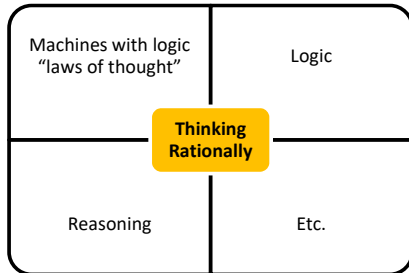 Machines with logic
“laws of thought”
Logic
Thinking
Rationally
Reasoning
Etc.